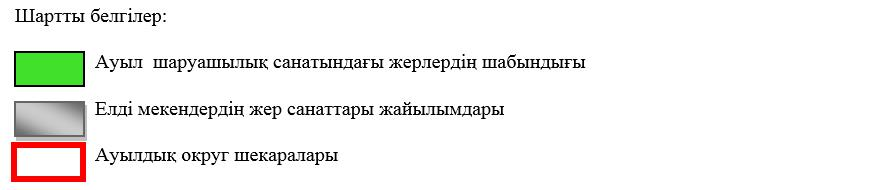 Шартты белгілер:
Ауыл шаруашылық санатындағы жерлердің шабындығы
Елді мекендердің жер санаттары жайылымдары
Ауылдық округ шекаралары